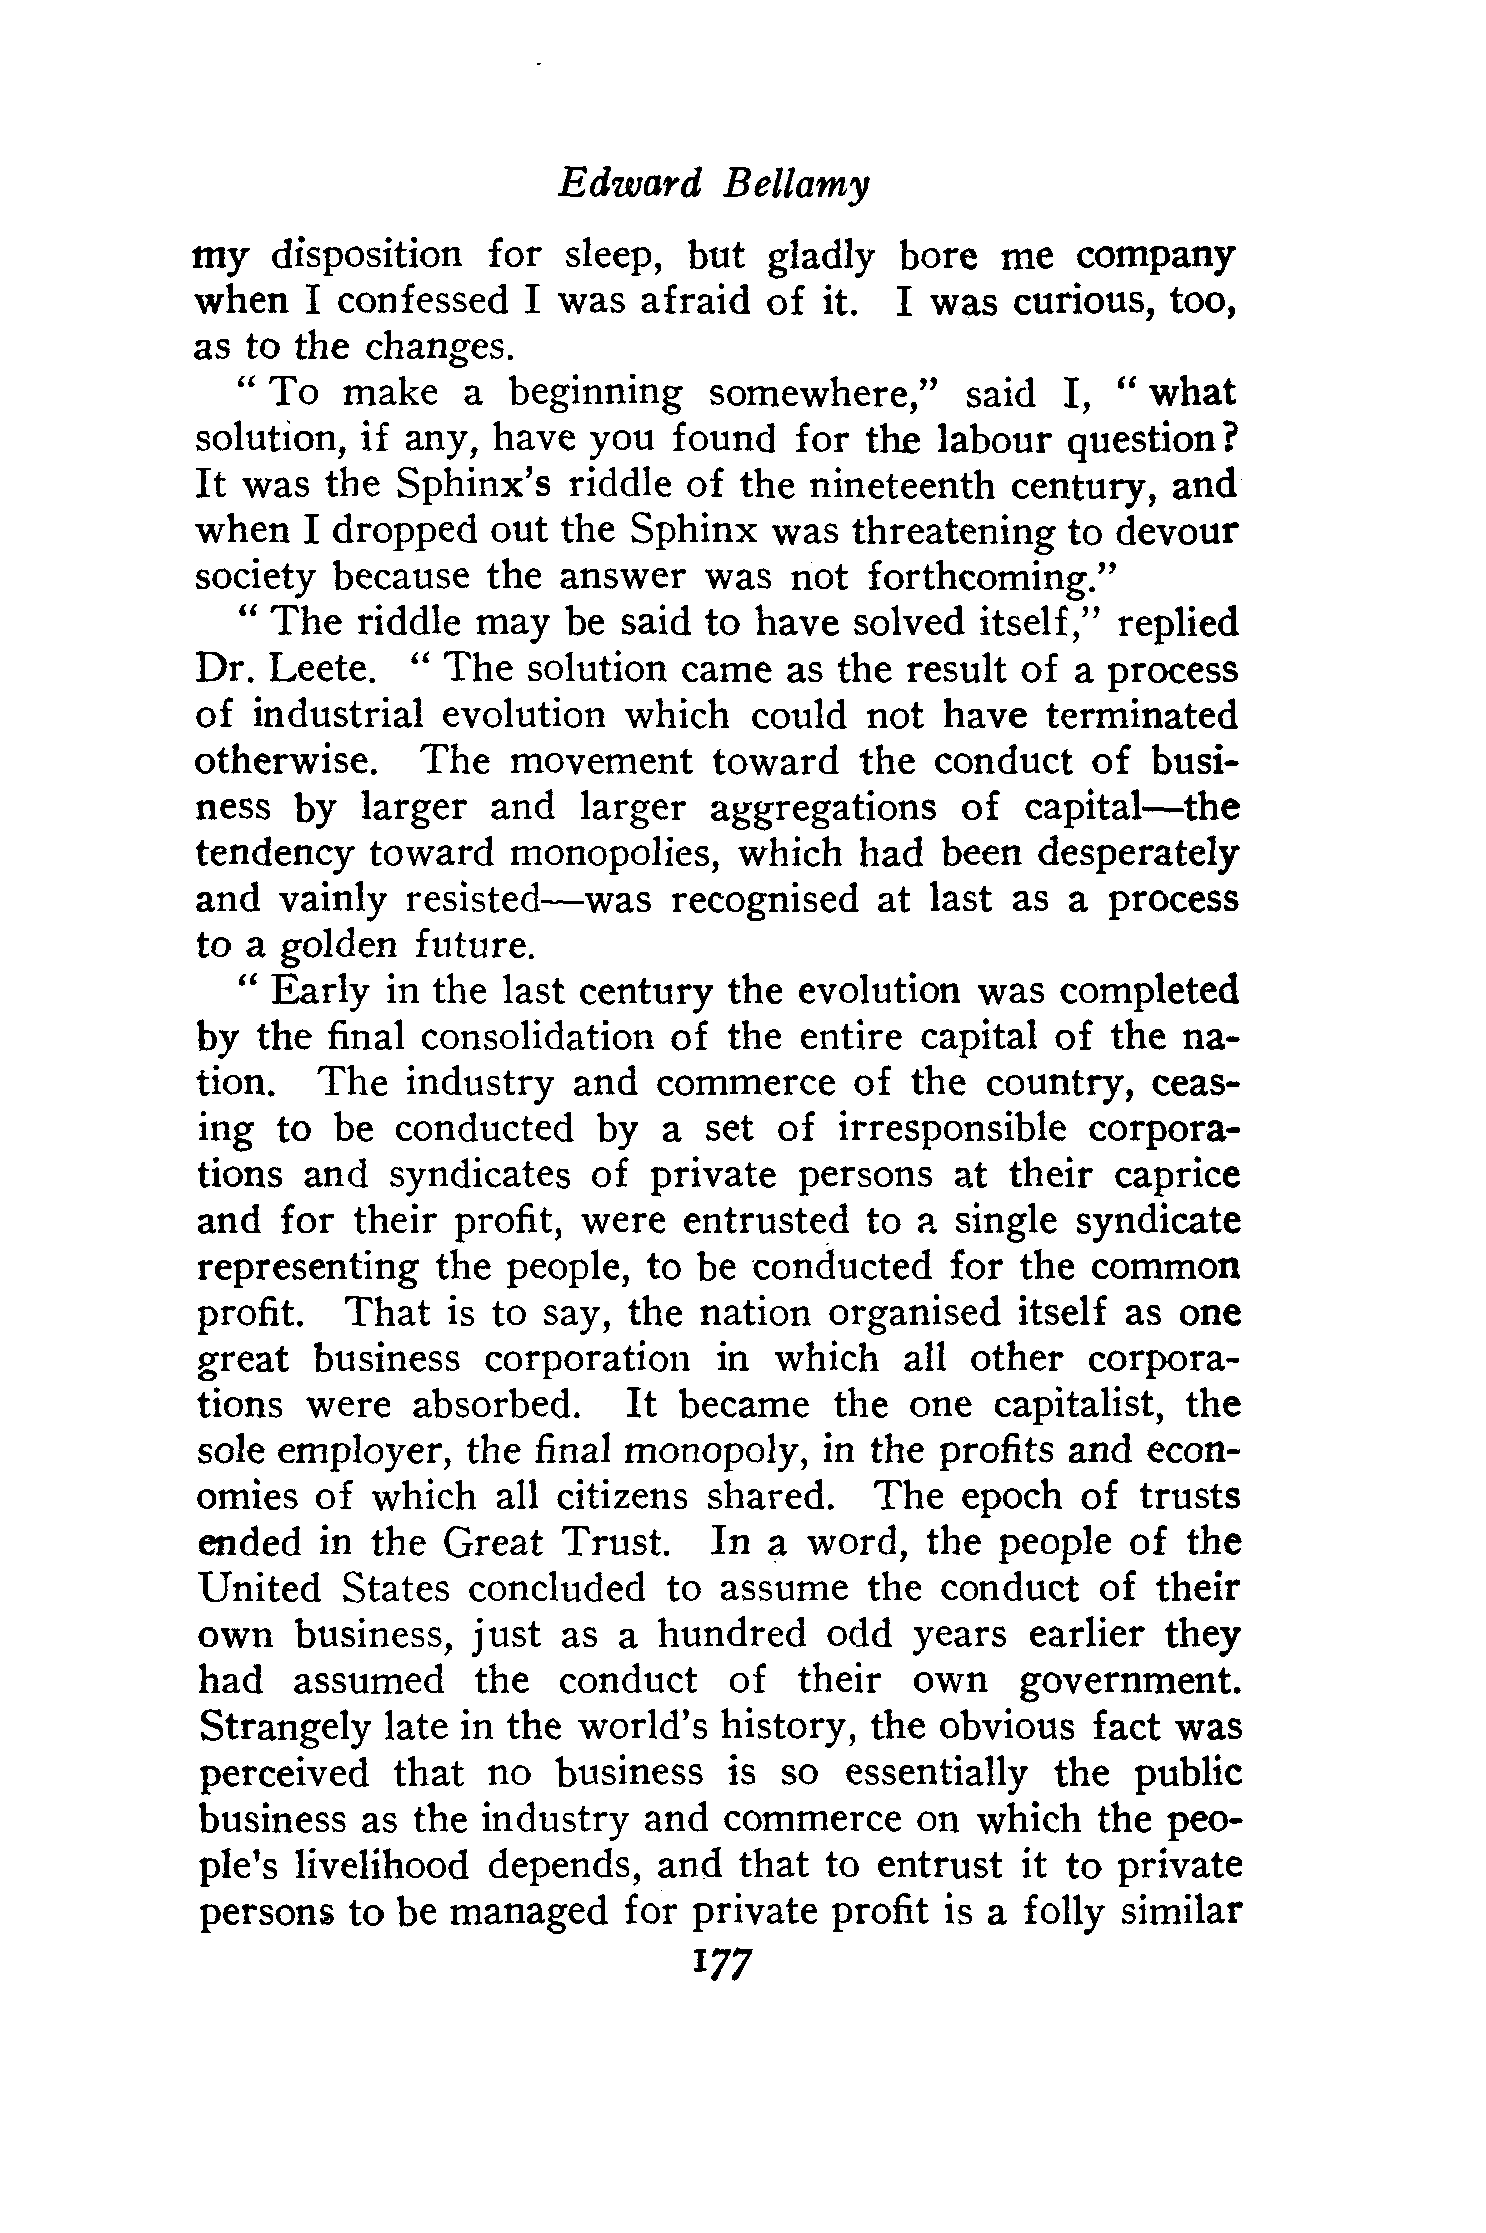 Edward Bellamy
my disposition for sleep, but gladly bore me company
when I confessed I was afraid of it. I was curious, too,
as to the changes.
“ To make a beginning somewhere,” said I, “ what
solution, if any, have you found for the labour question?
It was the Sphinx’s riddle of the nineteenth century, and
when I dropped out the Sphinx was threatening to devour
society because the answer was not forthcoming.”
“ The riddle may be said to have solved itself,” replied
Dr. Leete. “ The solution came as the result of a process
of industrial evolution which could not have terminated
otherwise. The movement toward the conduct of busi-
ness by larger and larger aggregations of capital—the
tendency toward monopolies, which had been desperately
and vainly resisted—was recognised at last as a process
to a golden future.
“ Early in the last century the evolution was completed
by the final consolidation of the entire capital of the na-
tion. The industry and commerce of the country, ceas-
ing to be conducted by a set of irresponsible corpora-
tions and syndicates of private persons at their caprice
and for their profit, were entrusted to a single syndicate
representing the people, to be conducted for the common
profit. That is to say, the nation organised itself as one
great business corporation in which all other corpora-
tions were absorbed. It became the one capitalist, the
sole employer, the final monopoly, in the profits and econ-
omies of which all citizens shared. The epoch of trusts
ended in the Great Trust. In a word, the people of the
United States concluded to assume the conduct of their
own business, just as a hundred odd years earlier they
had assumed the conduct of their own government.
Strangely late in the world’s history, the obvious fact was
perceived that no business is so essentially the public
business as the industry and commerce on which the peo-
ple’s livelihood depends, and that to entrust it to private
persons to be managed for private profit is a folly similar
177